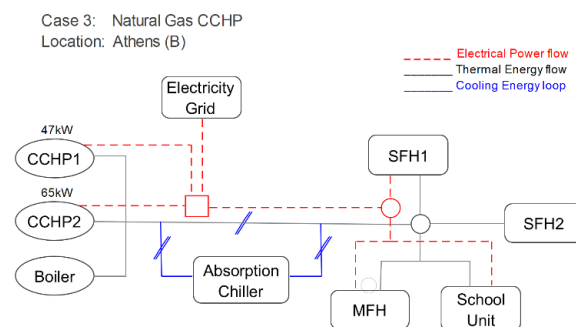 Case 3: Natural Gas CCHP
Location: Athens (B)
Electrical Power flow
Thermal Energy flow
Cooling Energy loop
Electricity
Grid
47kW
CCHP1
SFH1
65kW
CCHP2
SFH2
Boiler
Absorption
Chiller
MFH
School
Unit